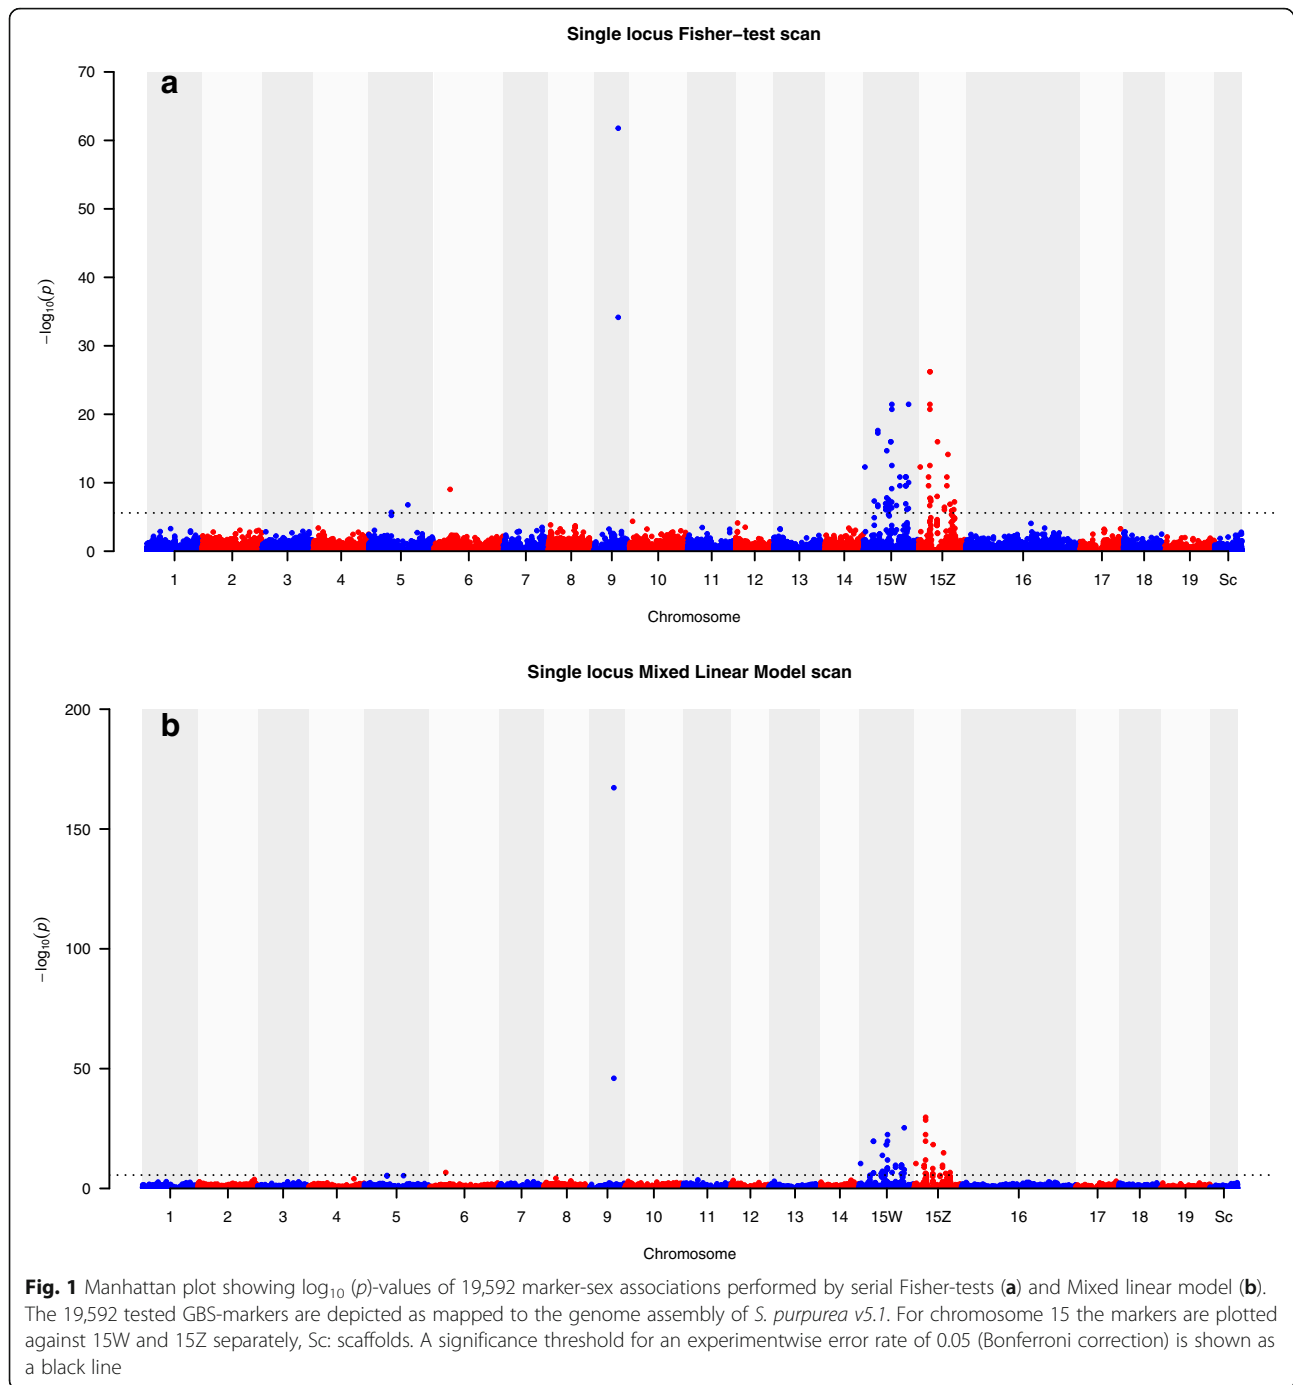 Single locus Fisher−test scan
a
70
60
50
40
30
20
10
0
−log10(p)
1 2 3 4 5 6 7 8 9 10 11 12 13 14 15W 15Z 16 17 18 19 Sc
Chromosome
Single locus Mixed Linear Model scan
b
200
150
100
50
0
−log10(p)
1 2 3 4 5 6 7 8 9 10 11 12 13 14 15W 15Z 16 17 18 19 Sc
Chromosome
Fig. 1 Manhattan plot showing log10 (p)-values of 19,592 marker-sex associations performed by serial Fisher-tests (a) and Mixed linear model (b).
The 19,592 tested GBS-markers are depicted as mapped to the genome assembly of S. purpurea v5.1. For chromosome 15 the markers are plotted
against 15W and 15Z separately, Sc: scaffolds. A significance threshold for an experimentwise error rate of 0.05 (Bonferroni correction) is shown as
a black line